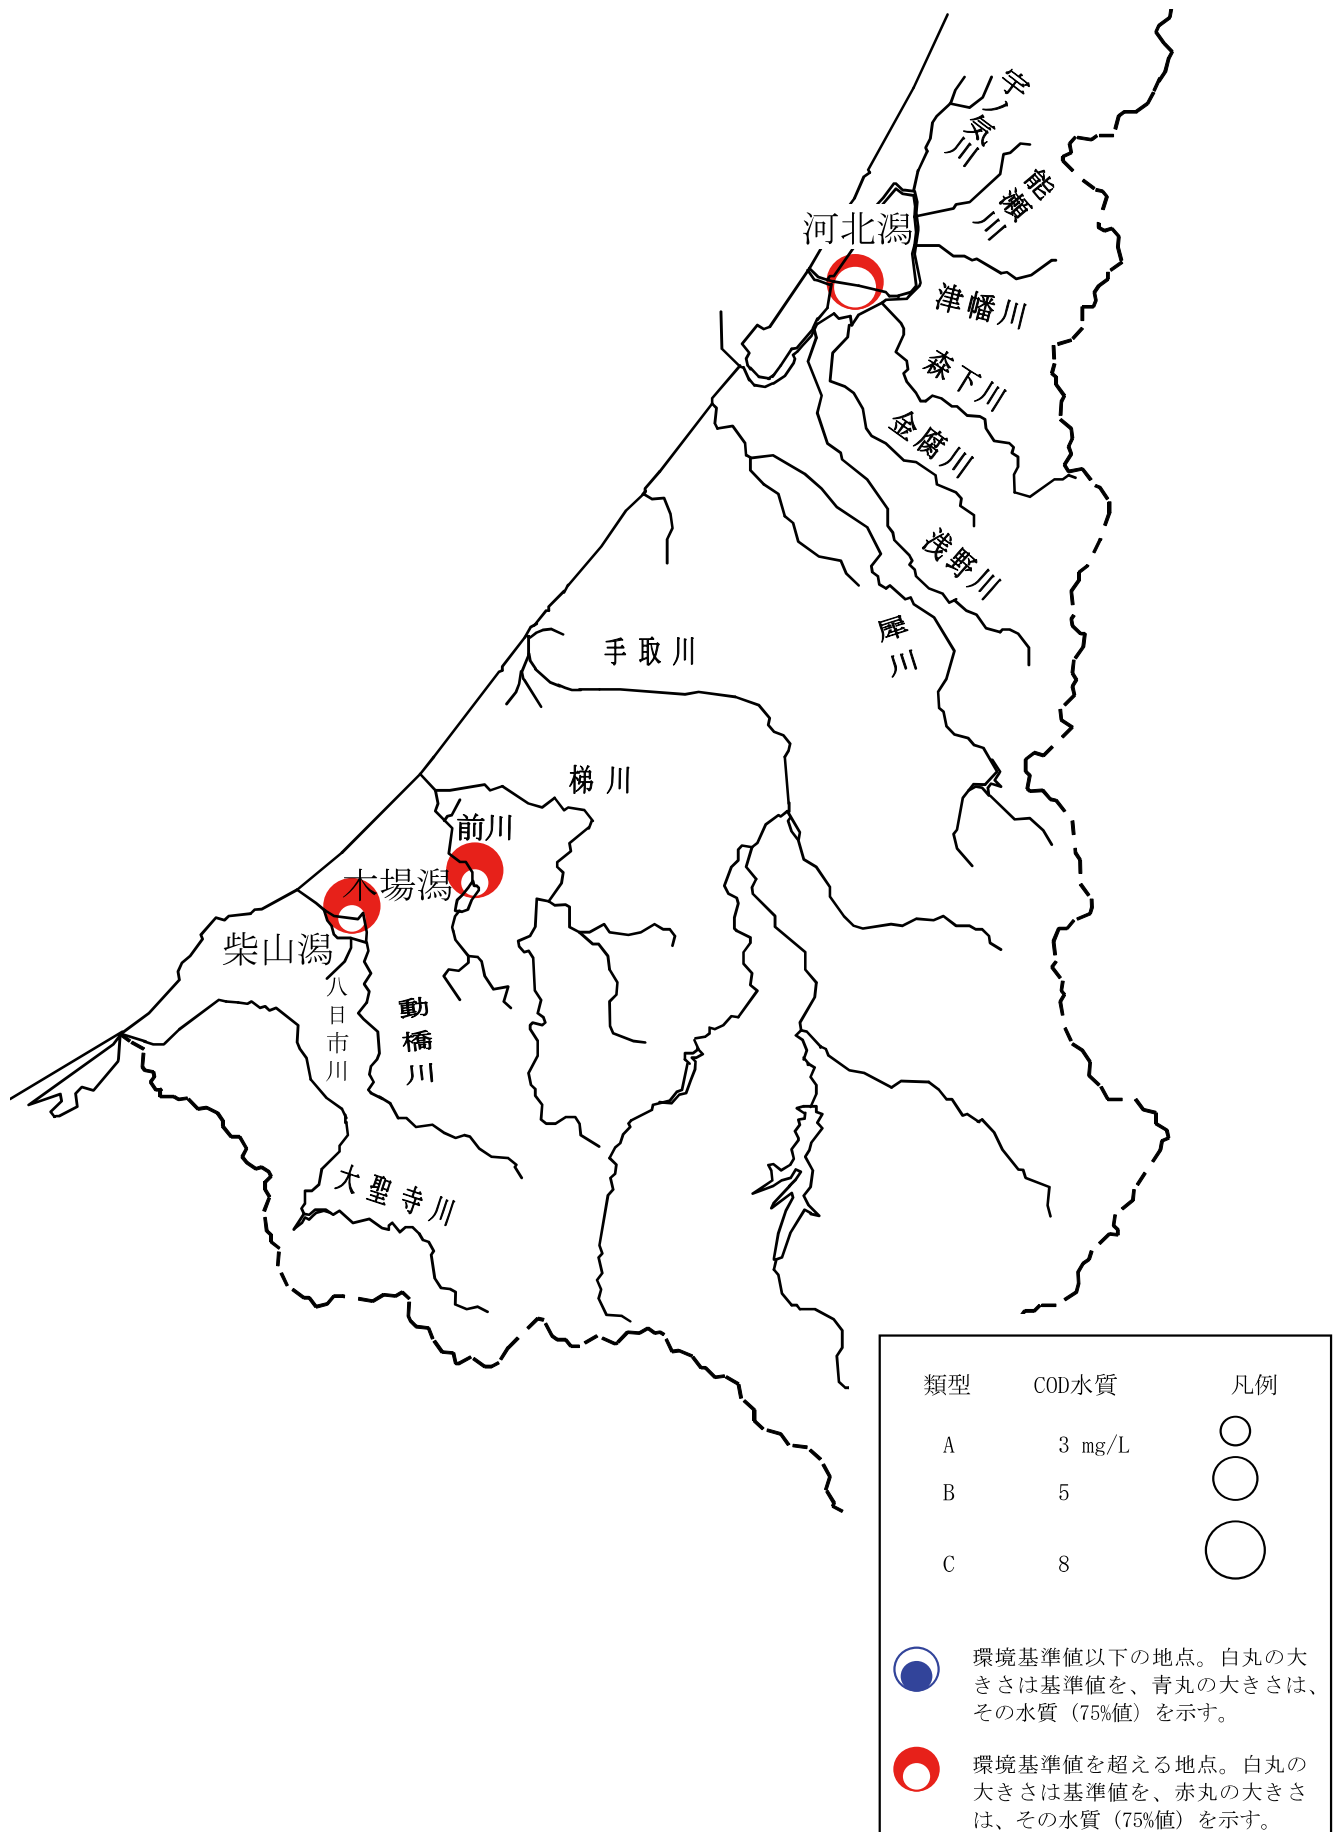 宇ノ気川
能瀬川
河北潟
津幡川
森下川
金腐川
浅野川
犀川
手取川
梯川
前川
木場潟
柴山潟
八日市川
動橋川
大聖寺川
類型 COD水質 凡例
A 3 mg/L
B 5
C 8
環境基準値以下の地点。白丸の大
きさは基準値を、青丸の大きさは、
その水質（75%値）を示す。
環境基準値を超える地点。白丸の
大きさは基準値を、赤丸の大きさ
は、その水質（75%値）を示す。